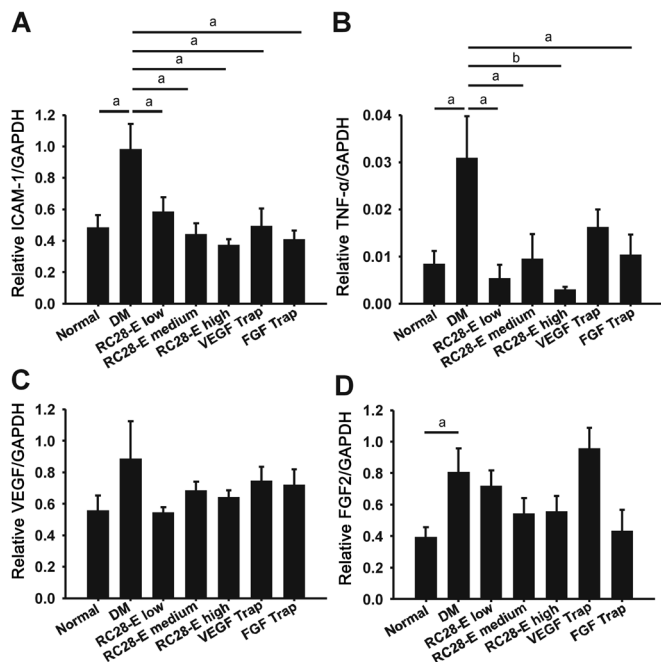 A
a
a
a
a
a
a
Relative ICAM-1/GAPDH
1.2
1.0
0.8
0.6
0.4
0.2
0.0
Normal
DM
RC28-E low
RC28-E medium
RC28-E high
VEGF Trap
FGF Trap
B
a
b
a
a
a
Relative TNF-α/GAPDH
0.04
0.03
0.02
0.01
0.00
Normal
DM
RC28-E low
RC28-E medium
RC28-E high
VEGF Trap
FGF Trap
C
Relative VEGF/GAPDH
1.2
1.0
0.8
0.6
0.4
0.2
0.0
Normal
DM
RC28-E low
RC28-E medium
RC28-E high
VEGF Trap
FGF Trap
D
a
Relative FGF2/GAPDH
1.2
1.0
0.8
0.6
0.4
0.2
0.0
Normal
DM
RC28-E low
RC28-E medium
RC28-E high
VEGF Trap
FGF Trap